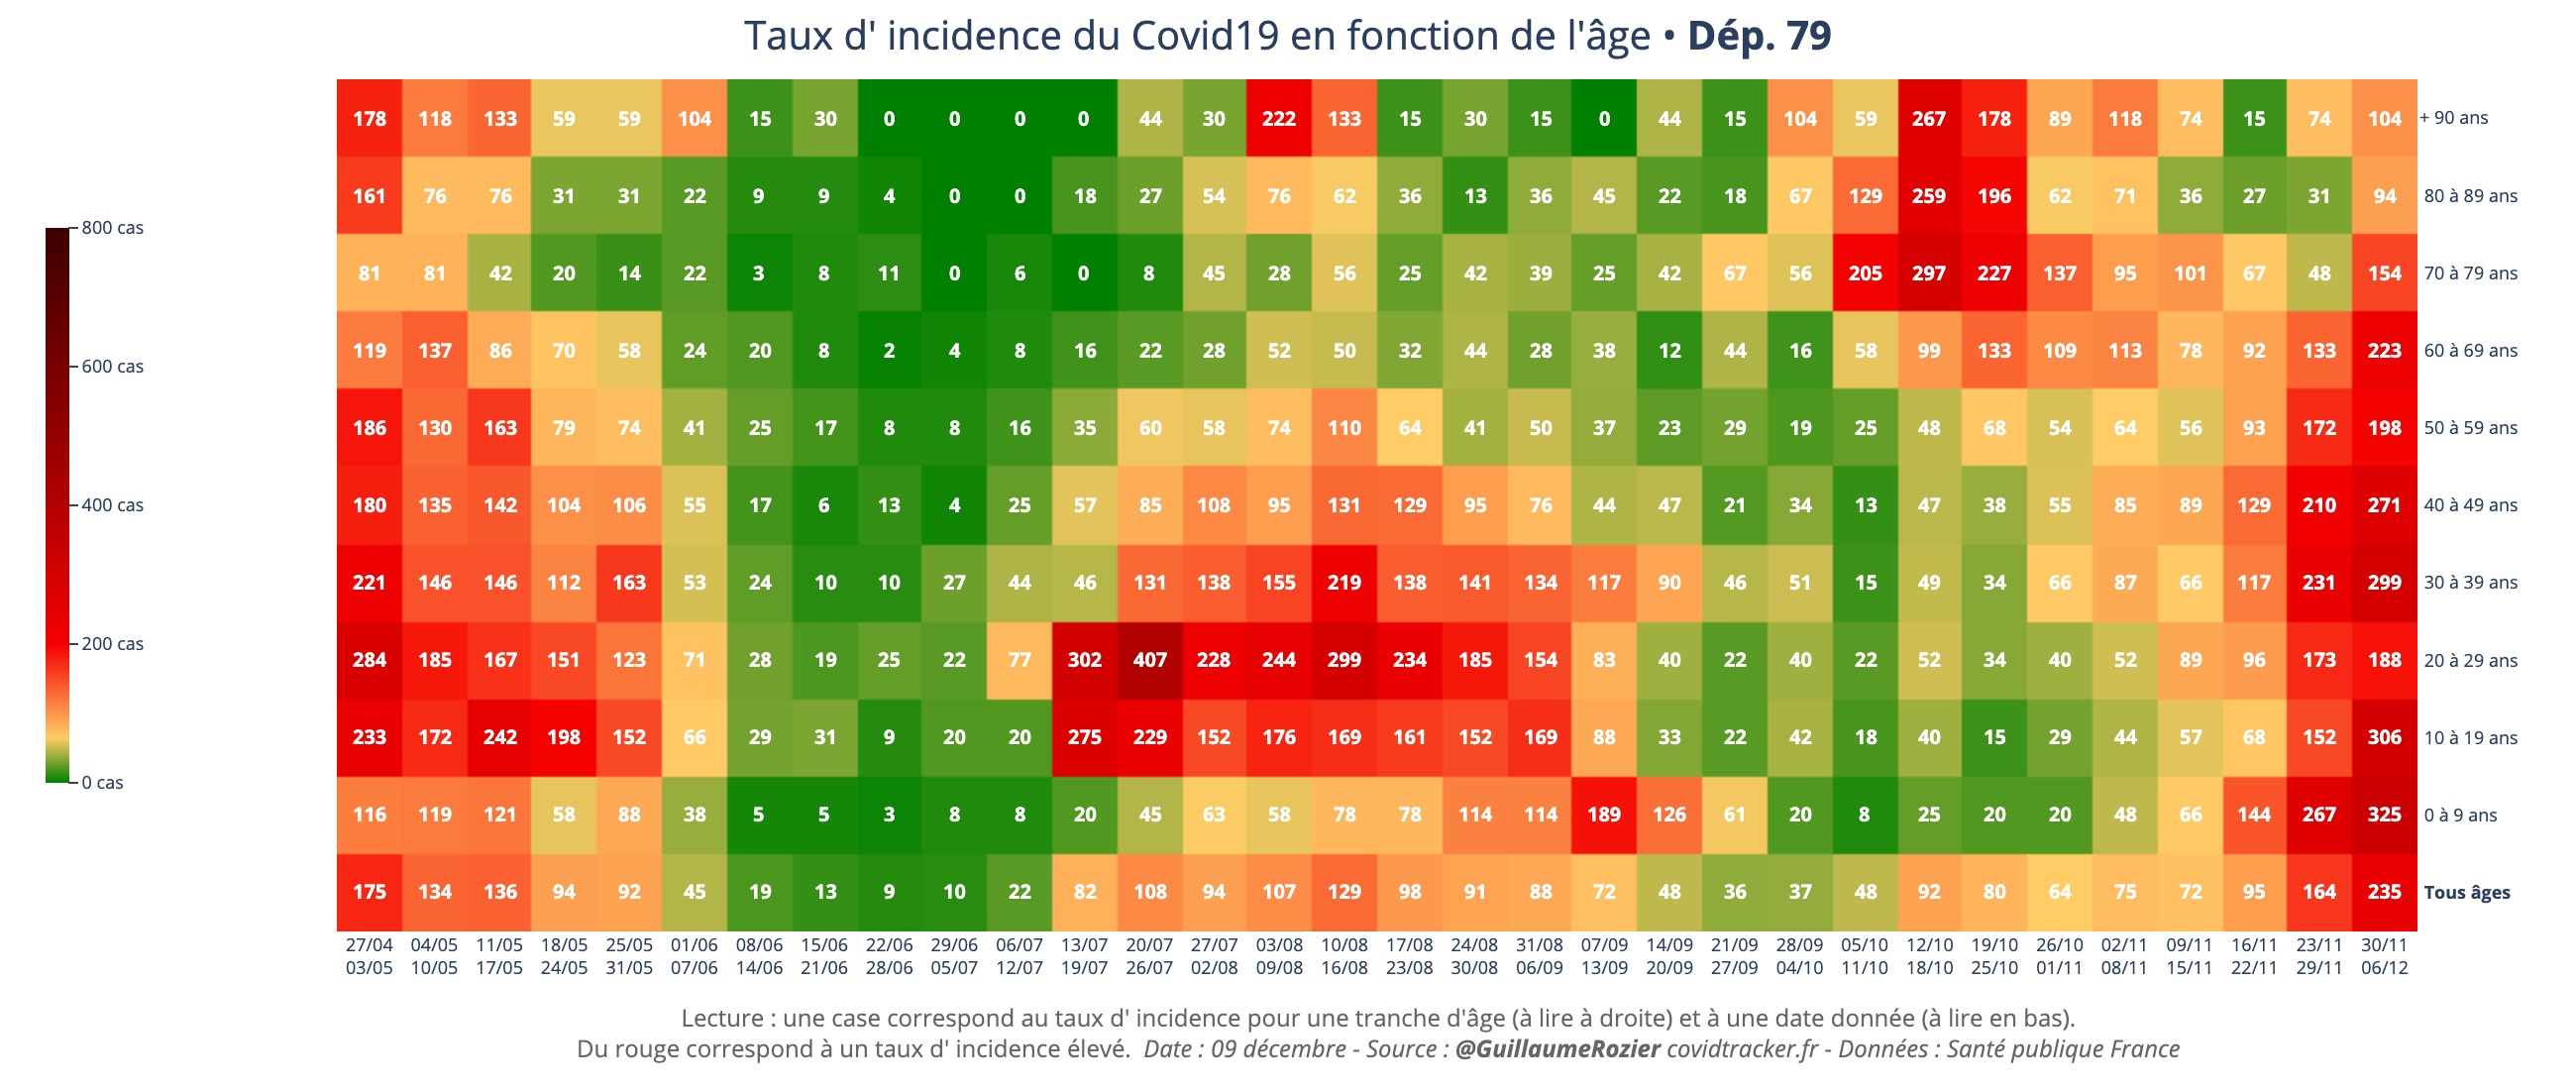 Taux d' incidence du Covid19 en fonction de l'âge • Dép. 79
178 118 133 59 59 104 15 30 0 0 0 0 44 30 222 133 15 30 15 0 44 15 104 59 267 178 89 118 74 15 74 104 + 90 ans
161 76 76 31 31 22 9 9 4 0 0 18 27 54 76 62 36 13 36 45 22 18 67 129 259 196 62 71 36 27 31 94 80 à 89 ans
800 cas
81 81 42 20 14 22 3 8 11 0 6 0 8 45 28 56 25 42 39 25 42 67 56 205 297 227 137 95 101 67 48 154 70 à 79 ans
119 137 86 70 58 24 20 8 2 4 8 16 22 28 52 50 32 44 28 38 12 44 16 58 99 133 109 113 78 92 133 223 60 à 69 ans
600 cas
186 130 163 79 74 41 25 17 8 8 16 35 60 58 74 110 64 41 50 37 23 29 19 25 48 68 54 64 56 93 172 198 50 à 59 ans
400 cas
180 135 142 104 106 55 17 6 13 4 25 57 85 108 95 131 129 95 76 44 47 21 34 13 47 38 55 85 89 129 210 271 40 à 49 ans
221 146 146 112 163 53 24 10 10 27 44 46 131 138 155 219 138 141 134 117 90 46 51 15 49 34 66 87 66 117 231 299 30 à 39 ans
200 cas
284 185 167 151 123 71 28 19 25 22 77 302 407 228 244 299 234 185 154 83 40 22 40 22 52 34 40 52 89 96 173 188 20 à 29 ans
233 172 242 198 152 66 29 31 9 20 20 275 229 152 176 169 161 152 169 88 33 22 42 18 40 15 29 44 57 68 152 306 10 à 19 ans
0 cas
116 119 121 58 88 38 5 5 3 8 8 20 45 63 58 78 78 114 114 189 126 61 20 8 25 20 20 48 66 144 267 325 0 à 9 ans
175 134 136 94 92 45 19 13 9 10 22 82 108 94 107 129 98 91 88 72 48 36 37 48 92 80 64 75 72 95 164 235 Tous âges
27/04 04/05 11/05 18/05 25/05 01/06 08/06 15/06 22/06 29/06 06/07 13/07 20/07 27/07 03/08 10/08 17/08 24/08 31/08 07/09 14/09 21/09 28/09 05/10 12/10 19/10 26/10 02/11 09/11 16/11 23/11 30/11
03/05 10/05 17/05 24/05 31/05 07/06 14/06 21/06 28/06 05/07 12/07 19/07 26/07 02/08 09/08 16/08 23/08 30/08 06/09 13/09 20/09 27/09 04/10 11/10 18/10 25/10 01/11 08/11 15/11 22/11 29/11 06/12
Lecture : une case correspond au taux d' incidence pour une tranche d'âge (à lire à droite) et à une date donnée (à lire en bas).
Du rouge correspond à un taux d' incidence élevé. Date : 09 décembre - Source : @GuillaumeRozier covidtracker.fr - Données : Santé publique France